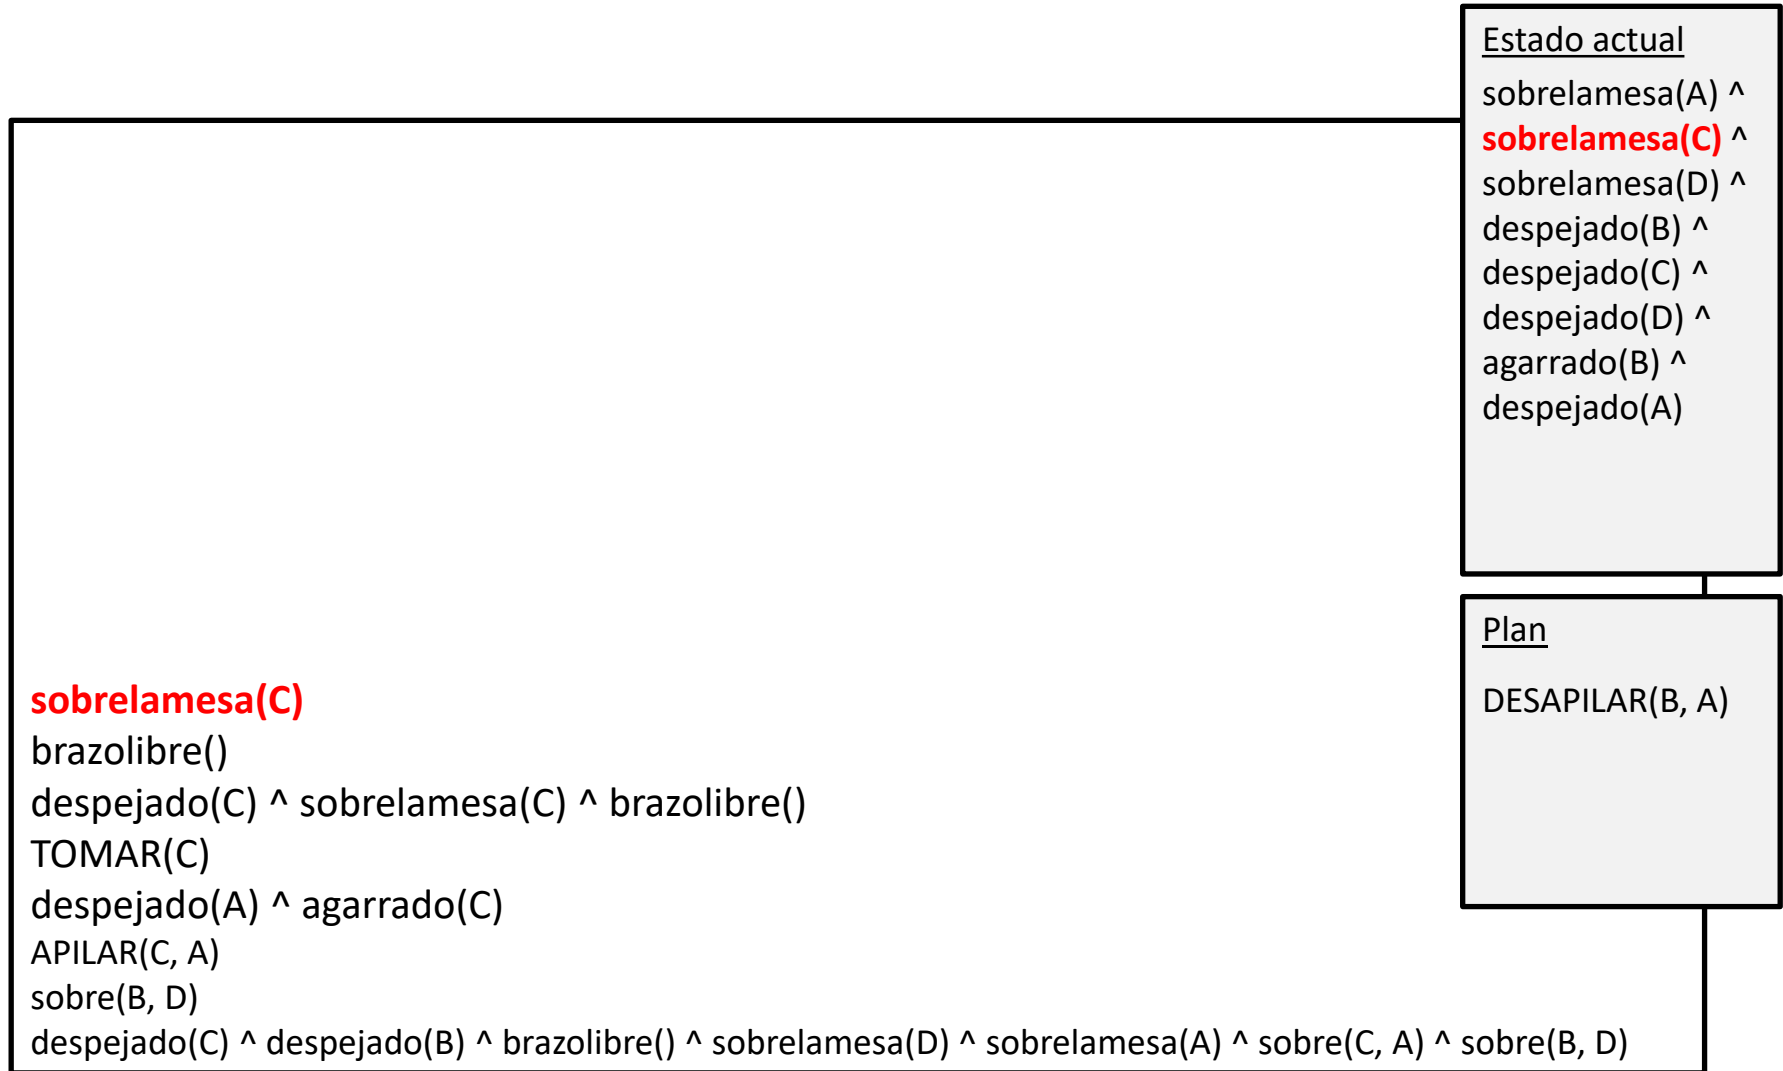 Estado actual
sobrelamesa(A) ^
sobrelamesa(C) ^
sobrelamesa(D) ^
despejado(B) ^
despejado(C) ^
despejado(D) ^
agarrado(B) ^
despejado(A)
Plan
DESAPILAR(B, A)
sobrelamesa(C)
brazolibre()
despejado(C) ^ sobrelamesa(C) ^ brazolibre()
TOMAR(C)
despejado(A) ^ agarrado(C)
APILAR(C, A)
sobre(B, D)
despejado(C) ^ despejado(B) ^ brazolibre() ^ sobrelamesa(D) ^ sobrelamesa(A) ^ sobre(C, A) ^ sobre(B, D)